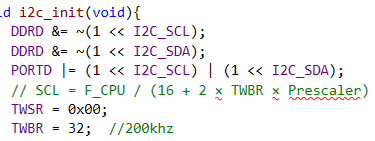 ld i2c_init(void){
DDRD &= ~(1 << I2C_SCL);
DDRD &= ~(1 << I2C_SDA);
PORTD |= (1 << I2C_SCL) | (1 << I2C_SDA);
// SCL = F_CPU / (16 + 2 × TWBR × Prescaler)
TWSR = 0x00;
TWBR = 32;  //200khz